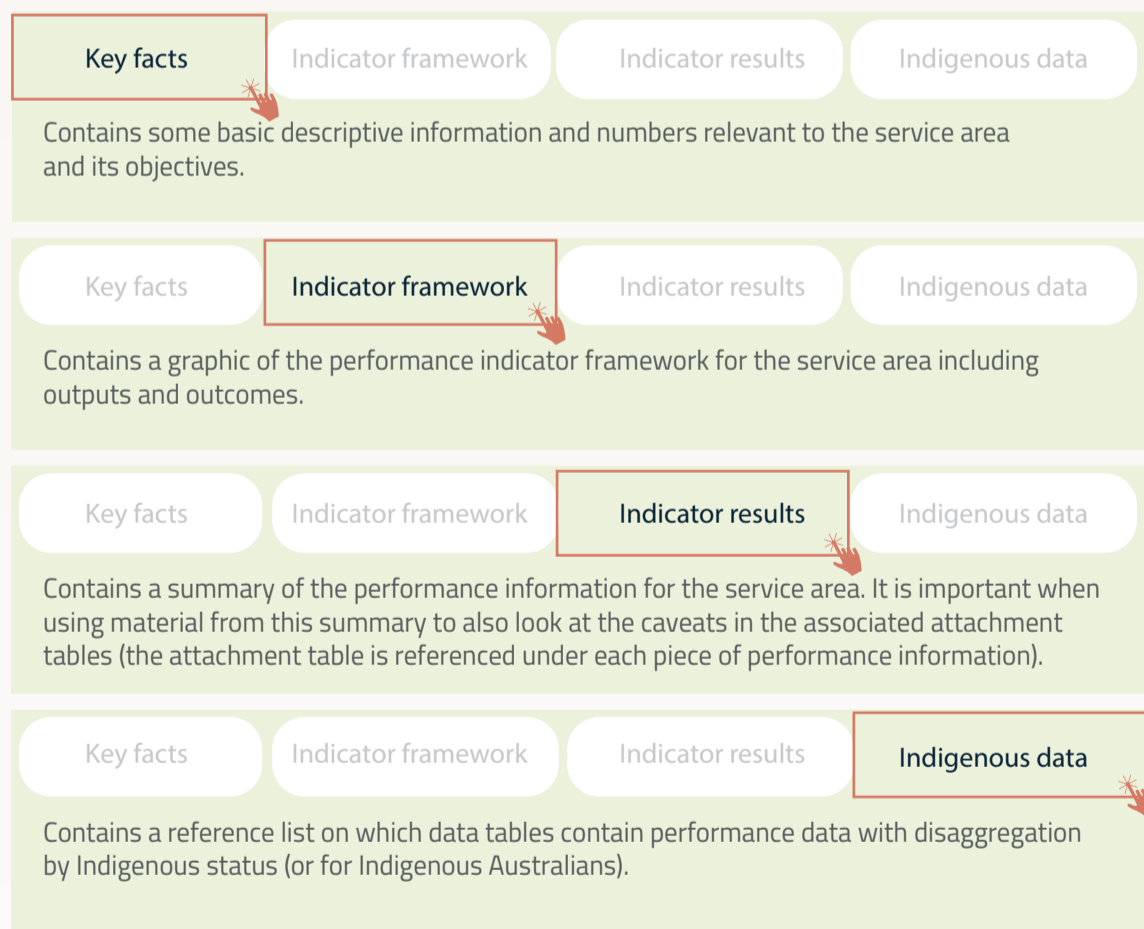 Key facts Indicator framework Indicator results Indigenous data
Contains some basic descriptive information and numbers relevant to the service area
and its objectives.
Key facts Indicator framework Indicator results Indigenous data
Contains a graphic of the performance indicator framework for the service area including
outputs and outcomes.
Key facts Indicator framework Indicator results Indigenous data
Contains a summary of the performance information for the service area. It is important when
using material from this summary to also look at the caveats in the associated attachment
tables (the attachment table is referenced under each piece of performance information).
Key facts Indicator framework Indicator results Indigenous data
Contains a reference list on which data tables contain performance data with disaggregation
by Indigenous status (or for Indigenous Australians).